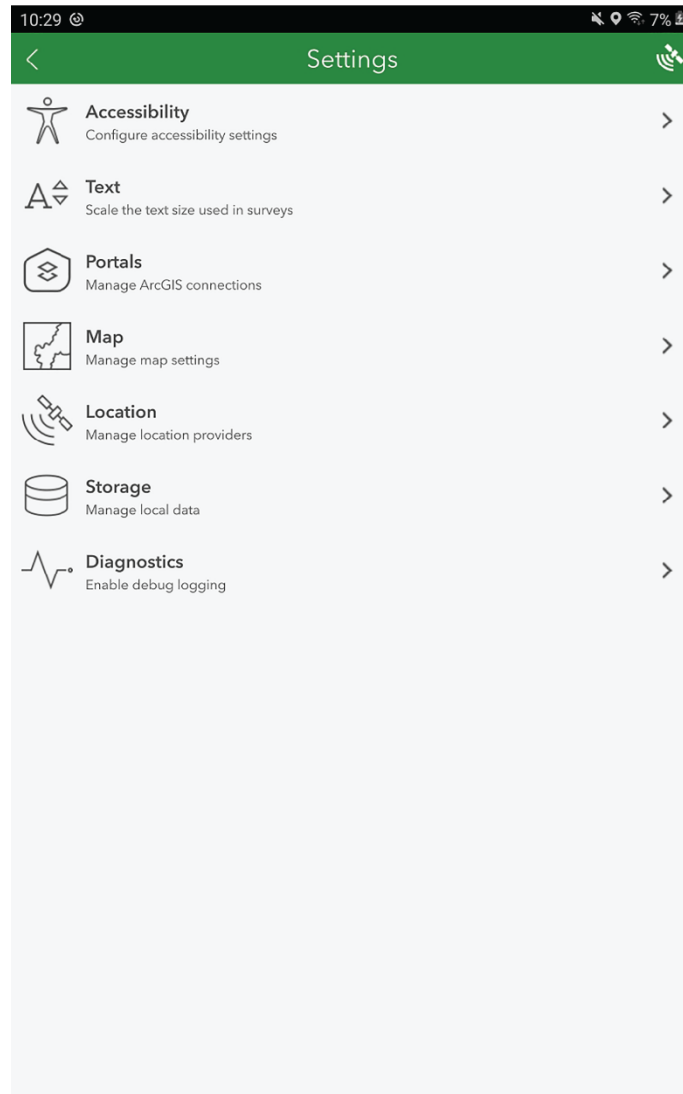 10:29 7%
Settings
Accessibility
Configure accessibility settings
Text
Scale the text size used in surveys
Portals
Manage ArcGIS connections
Map
Manage map settings
Location
Manage location providers
Storage
Manage local data
Diagnostics
Enable debug logging